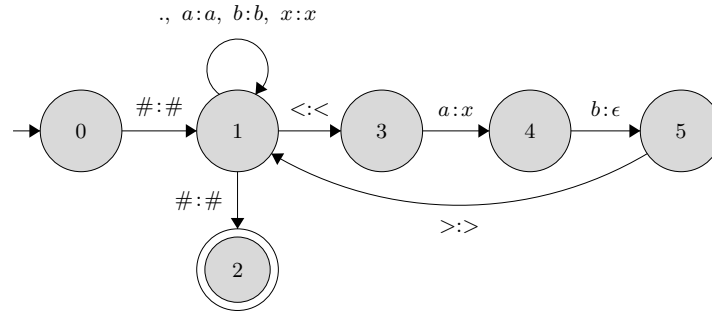 ., a:a, b:b, x:x
#:# <:< a:x b:ϵ
0 1 3 4 5
#:# >:>
2